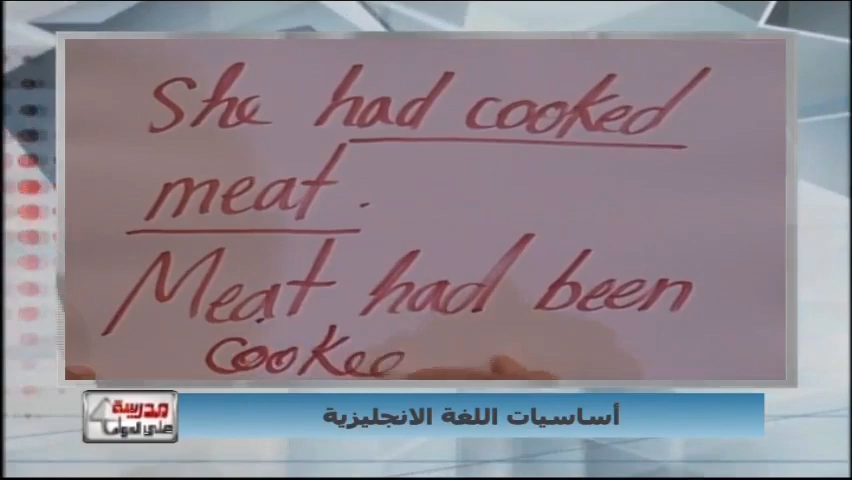 She had cooked
meat.
Meat had been
أساسيات اللغة الانجليزية
مدرسة
على الهواء